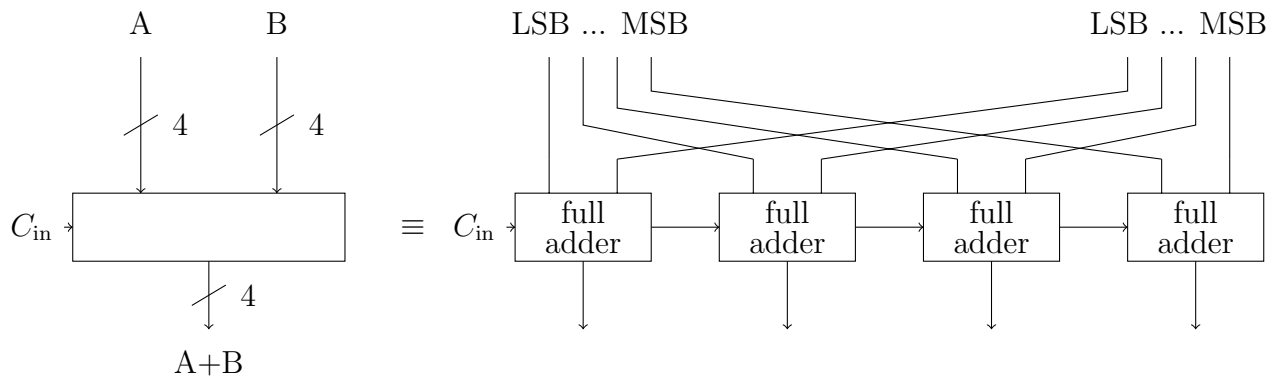 A B LSB ... MSB LSB ... MSB
4 4
C_in ≡ C_in full adder full adder full adder full adder
4
A+B